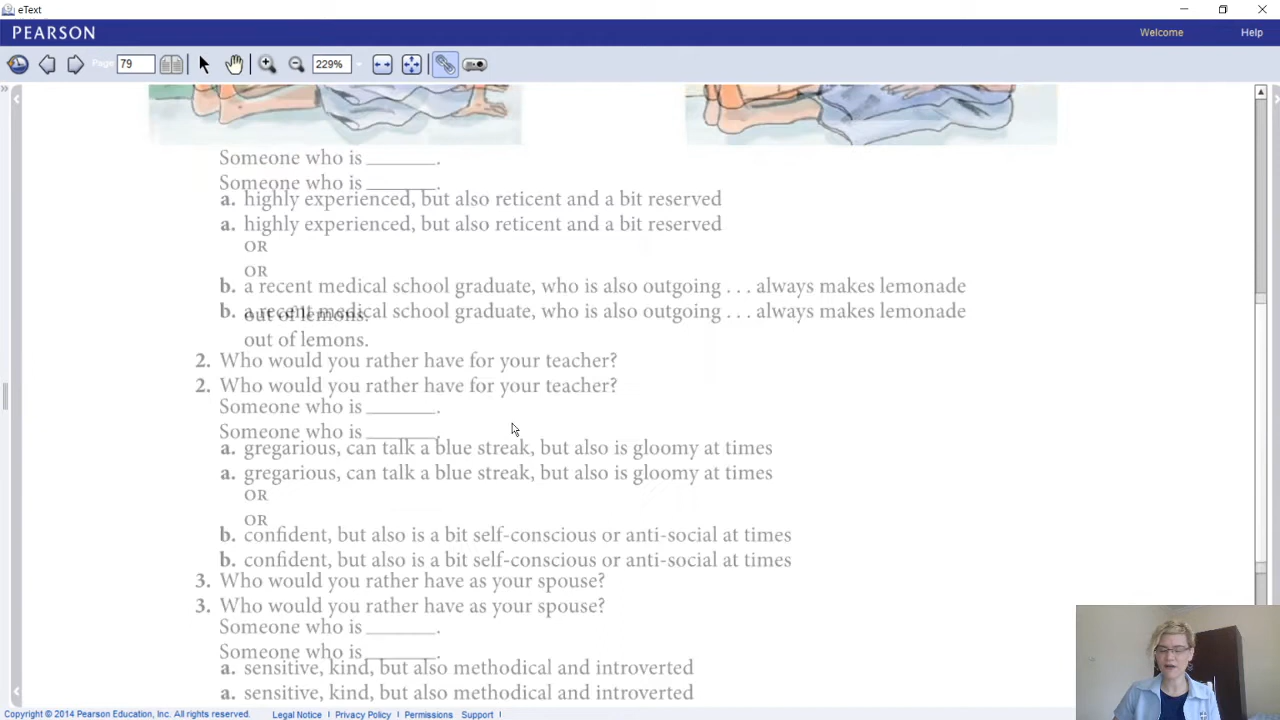 eText
PEARSON
Welcome
Help
Page 79
229%
Someone who is _______.
Someone who is _______.
a. highly experienced, but also reticent and a bit reserved
a. highly experienced, but also reticent and a bit reserved
OR
OR
b. a recent medical school graduate, who is also outgoing . . . always makes lemonade
b. a recent medical school graduate, who is also outgoing . . . always makes lemonade
out of lemons.
out of lemons.
2. Who would you rather have for your teacher?
2. Who would you rather have for your teacher?
Someone who is _______.
Someone who is _______.
a. gregarious, can talk a blue streak, but also is gloomy at times
a. gregarious, can talk a blue streak, but also is gloomy at times
OR
OR
b. confident, but also is a bit self-conscious or anti-social at times
b. confident, but also is a bit self-conscious or anti-social at times
3. Who would you rather have as your spouse?
3. Who would you rather have as your spouse?
Someone who is _______.
Someone who is _______.
a. sensitive, kind, but also methodical and introverted
a. sensitive, kind, but also methodical and introverted
Copyright © 2014 Pearson Education, Inc. All rights reserved. Legal Notice | Privacy Policy | Permissions Support |